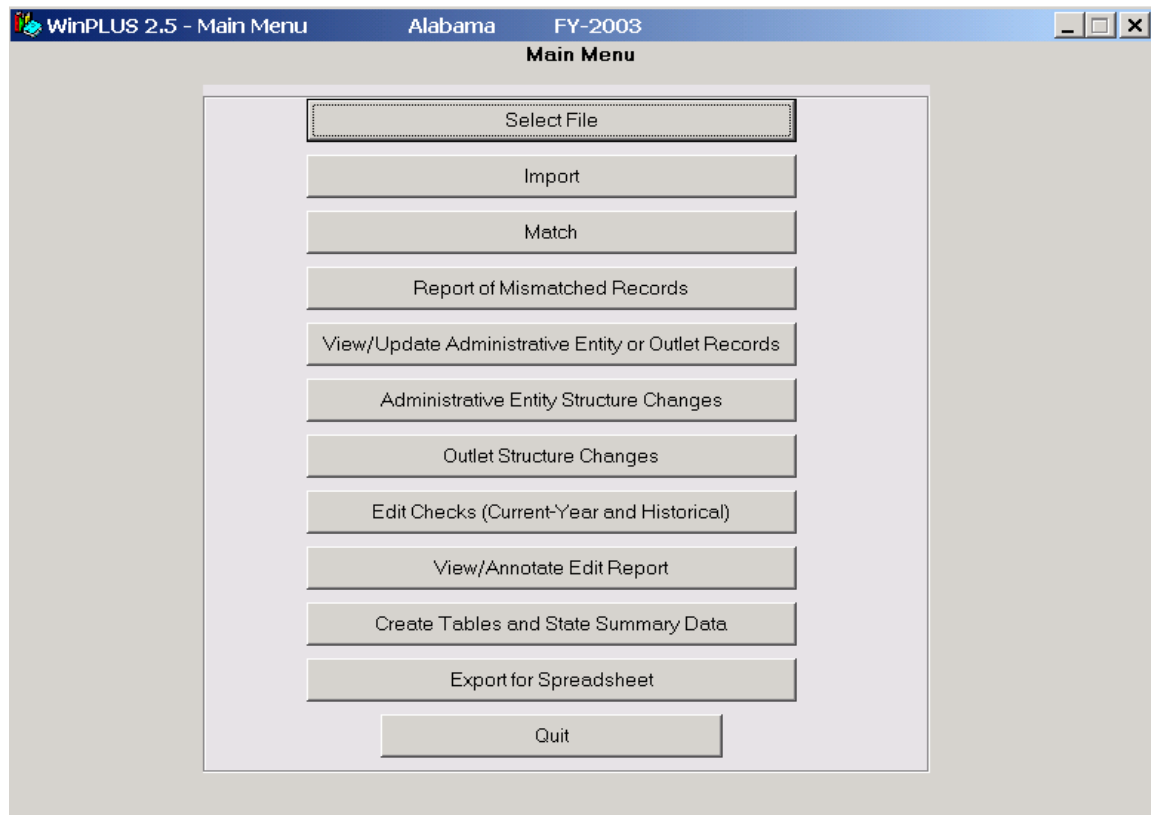 WinPLUS 2.5 - Main Menu Alabama FY-2003
Main Menu
Select File
Import
Match
Report of Mismatched Records
View/Update Administrative Entity or Outlet Records
Administrative Entity Structure Changes
Outlet Structure Changes
Edit Checks (Current-Year and Historical)
View/Annotate Edit Report
Create Tables and State Summary Data
Export for Spreadsheet
Quit